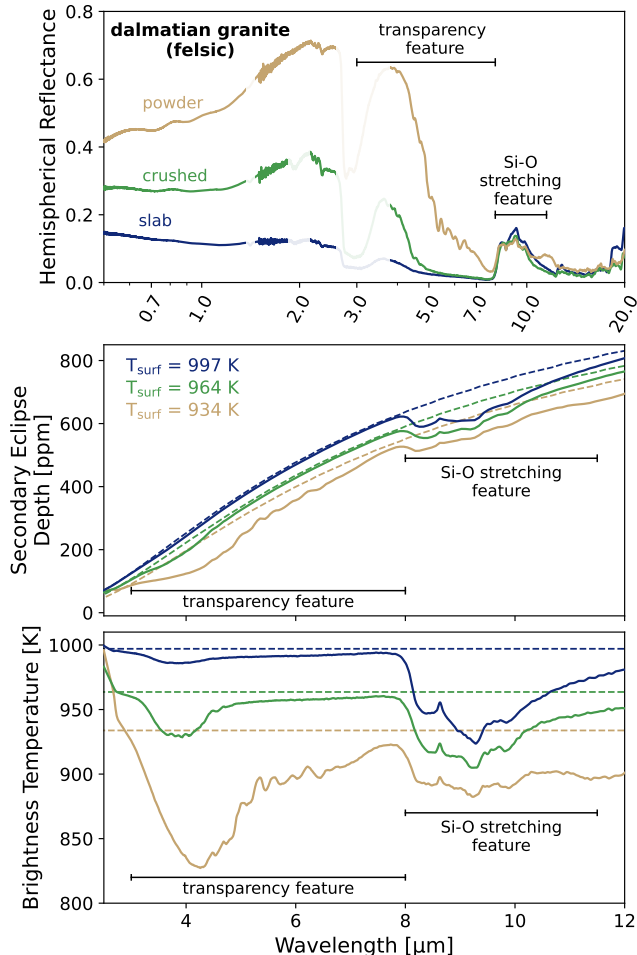 dalmatian granite
(felsic)
transparency
feature
powder
crushed
slab
Si-O
stretching
feature
Hemispherical Reflectance
0.8
0.6
0.4
0.2
0.0
0.7
1.0
2.0
3.0
5.0
7.0
10.0
20.0
Secondary Eclipse
Depth [ppm]
800
600
400
200
0
T_surf = 997 K
T_surf = 964 K
T_surf = 934 K
Si-O stretching
feature
transparency feature
Brightness Temperature [K]
1000
950
900
850
800
Si-O stretching
feature
transparency feature
4
6
8
10
12
Wavelength [μm]